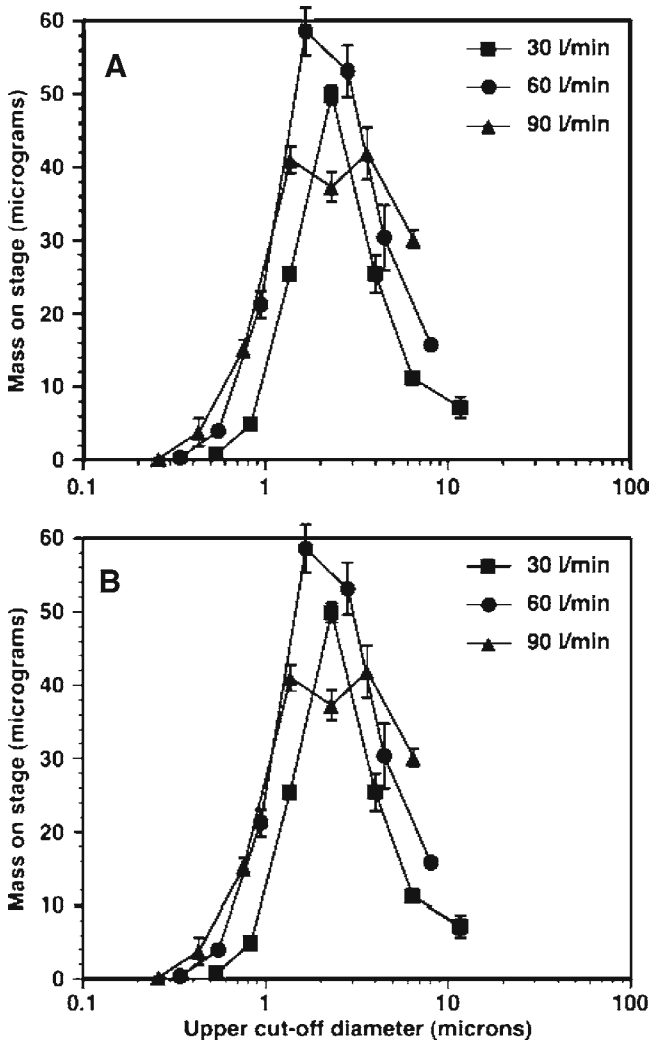 60
A
30 l/min
50
60 l/min
90 l/min
40
Mass on stage (micrograms)
30
20
10
0
0.1 1 10 100
60
B
30 l/min
50
60 l/min
90 l/min
40
Mass on stage (micrograms)
30
20
10
0
0.1 1 10 100
Upper cut-off diameter (microns)